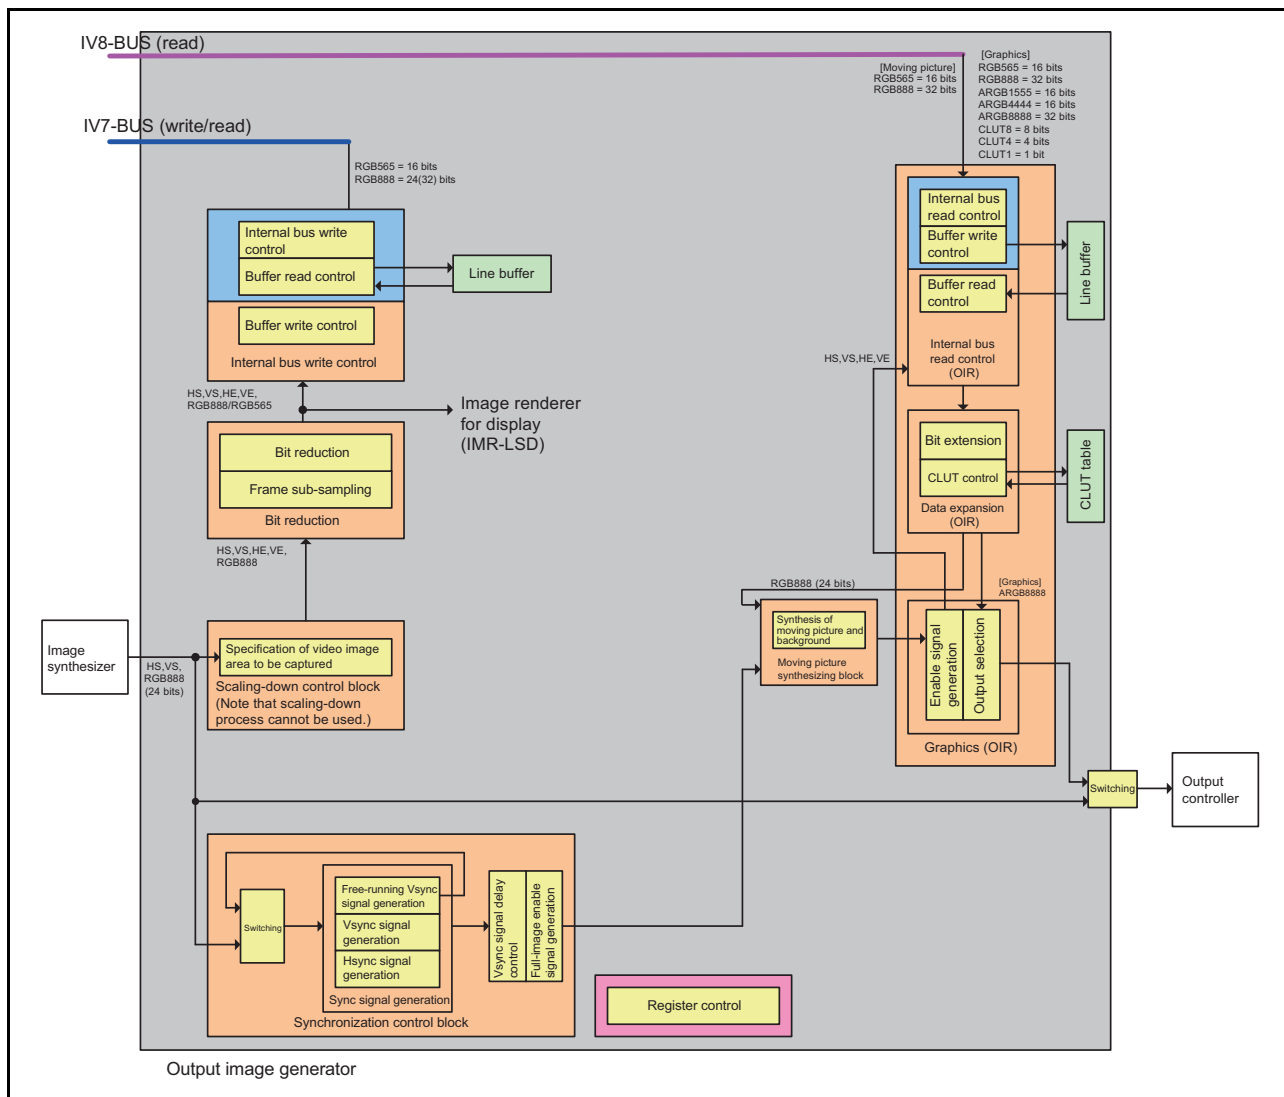 IV8-BUS (read)
[Moving picture]
RGB565 = 16 bits
RGB888 = 32 bits
[Graphics]
RGB565 = 16 bits
RGB888 = 32 bits
ARGB1555 = 16 bits
ARGB4444 = 16 bits
ARGB8888 = 32 bits
CLUT8 = 8 bits
CLUT4 = 4 bits
CLUT1 = 1 bit
IV7-BUS (write/read)
RGB565 = 16 bits
RGB888 = 24(32) bits
Internal bus write
control
Buffer read control
Line buffer
Buffer write control
Internal bus write control
HS,VS,HE,VE,
RGB888/RGB565
Image renderer
for display
(IMR-LSD)
Bit reduction
Frame sub-sampling
Bit reduction
HS,VS,HE,VE,
RGB888
Internal bus
read control
Buffer write
control
Line buffer
Buffer read
control
Internal bus
read control
(OIR)
HS,VS,HE,VE
Bit extension
CLUT control
CLUT table
Data expansion
(OIR)
RGB888 (24 bits)
[Graphics]
ARGB8888
Synthesis of
moving picture and
background
Moving picture
synthesizing block
Enable signal
generation
Output selection
Graphics (OIR)
Image
synthesizer
HS,VS,
RGB888
(24 bits)
Specification of video image
area to be captured
Scaling-down control block
(Note that scaling-down
process cannot be used.)
Switching
Output
controller
Switching
Free-running Vsync
signal generation
Vsync signal
generation
Hsync signal
generation
Sync signal generation
Vsync signal delay
control
Full-image enable
signal generation
Synchronization control block
Register control
Output image generator